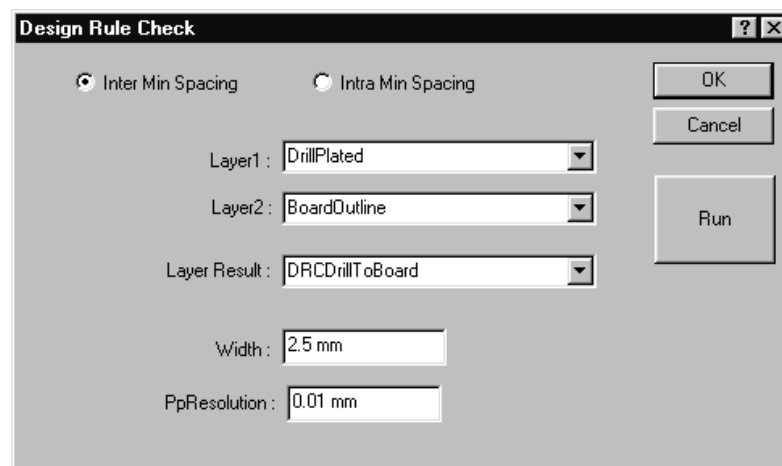 Design Rule Check
Inter Min Spacing
Intra Min Spacing
OK
Cancel
Layer1 : DrillPlated
Layer2 : BoardOutline
Run
Layer Result : DRCDrillToBoard
Width : 2.5 mm
PpResolution : 0.01 mm